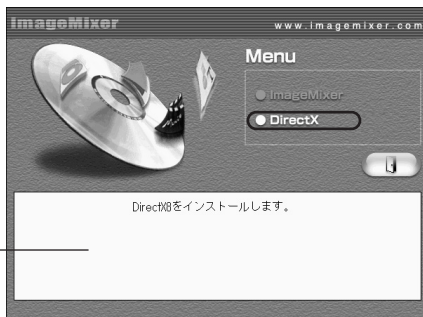 ImageMixer
www.imagemixer.com
Menu
ImageMixer
DirectX
DirectX8をインストールします。